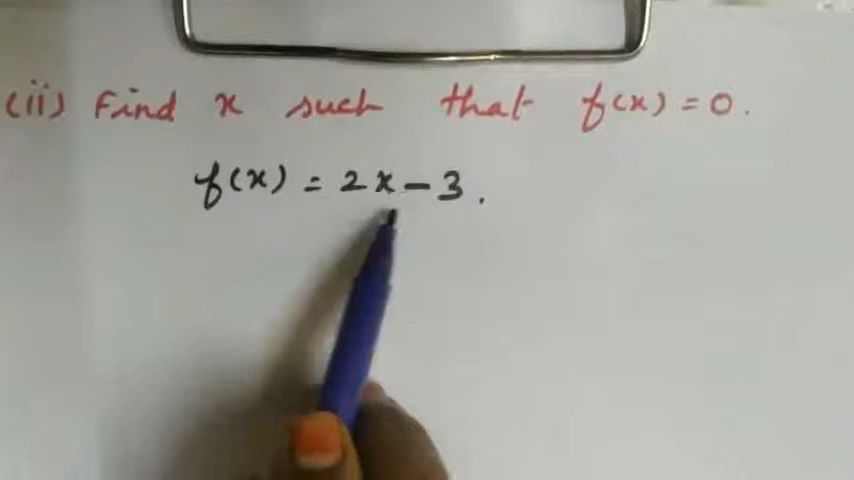 (ii) Find x such that f(x) = 0.
f(x) = 2x - 3.